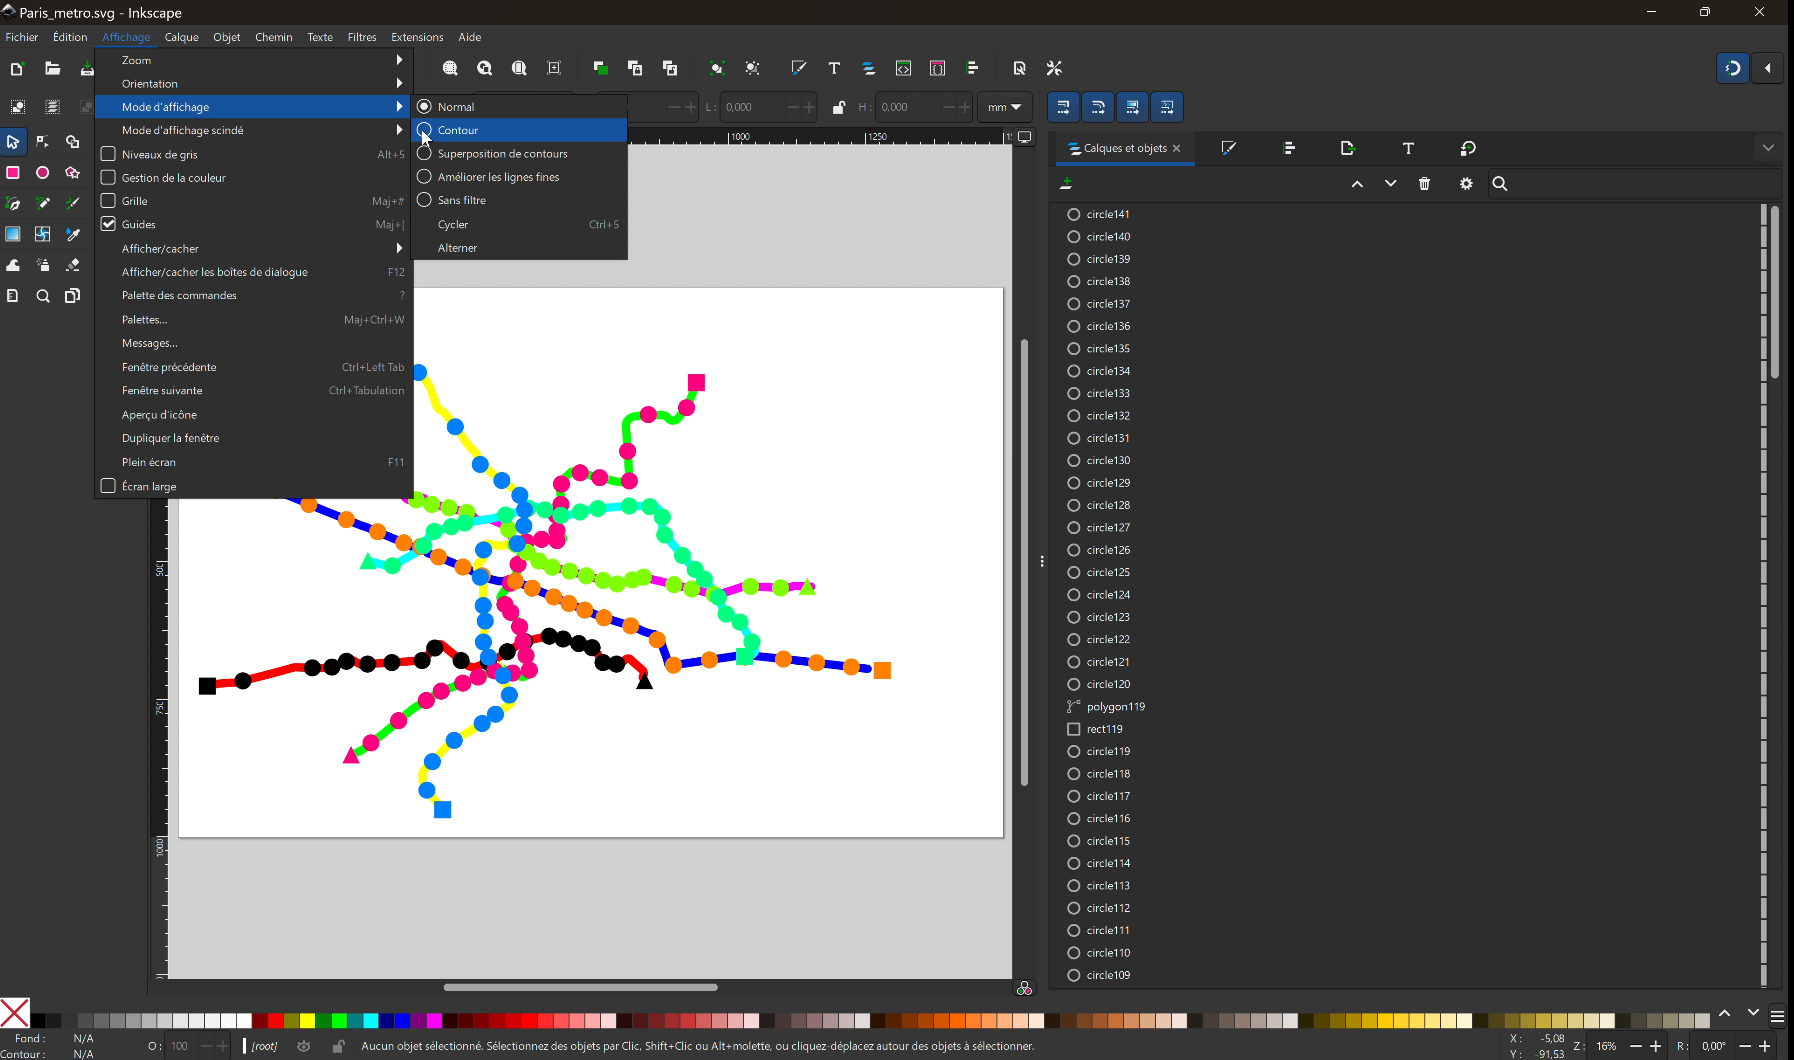 Paris_metro.svg - Inkscape
Fichier Édition Affichage Calque Objet Chemin Texte Filtres Extensions Aide
Zoom
Orientation
Mode d'affichage
Mode d'affichage scindé
Niveaux de gris Alt+5
Gestion de la couleur
Grille Maj+#
Guides Maj+|
Afficher/cacher
Afficher/cacher les boîtes de dialogue F12
Palette des commandes ?
Palettes... Maj+Ctrl+W
Messages...
Fenêtre précédente Ctrl+Left Tab
Fenêtre suivante Ctrl+Tabulation
Aperçu d'icône
Dupliquer la fenêtre
Plein écran F11
Écran large
Normal
Contour
Superposition de contours
Améliorer les lignes fines
Sans filtre
Cycler Ctrl+5
Alterner
L: 0,000 H: 0,000 mm
1000 1250
500
750
1000
Calques et objets
circle141
circle140
circle139
circle138
circle137
circle136
circle135
circle134
circle133
circle132
circle131
circle130
circle129
circle128
circle127
circle126
circle125
circle124
circle123
circle122
circle121
circle120
polygon119
rect119
circle119
circle118
circle117
circle116
circle115
circle114
circle113
circle112
circle111
circle110
circle109
Fond : N/A
Contour : N/A
O: 100
[root]
Aucun objet sélectionné. Sélectionnez des objets par Clic, Shift+Clic ou Alt+molette, ou cliquez-déplacez autour des objets à sélectionner.
X: -5,08
Y: -91,53
Z: 16%
R: 0,00°